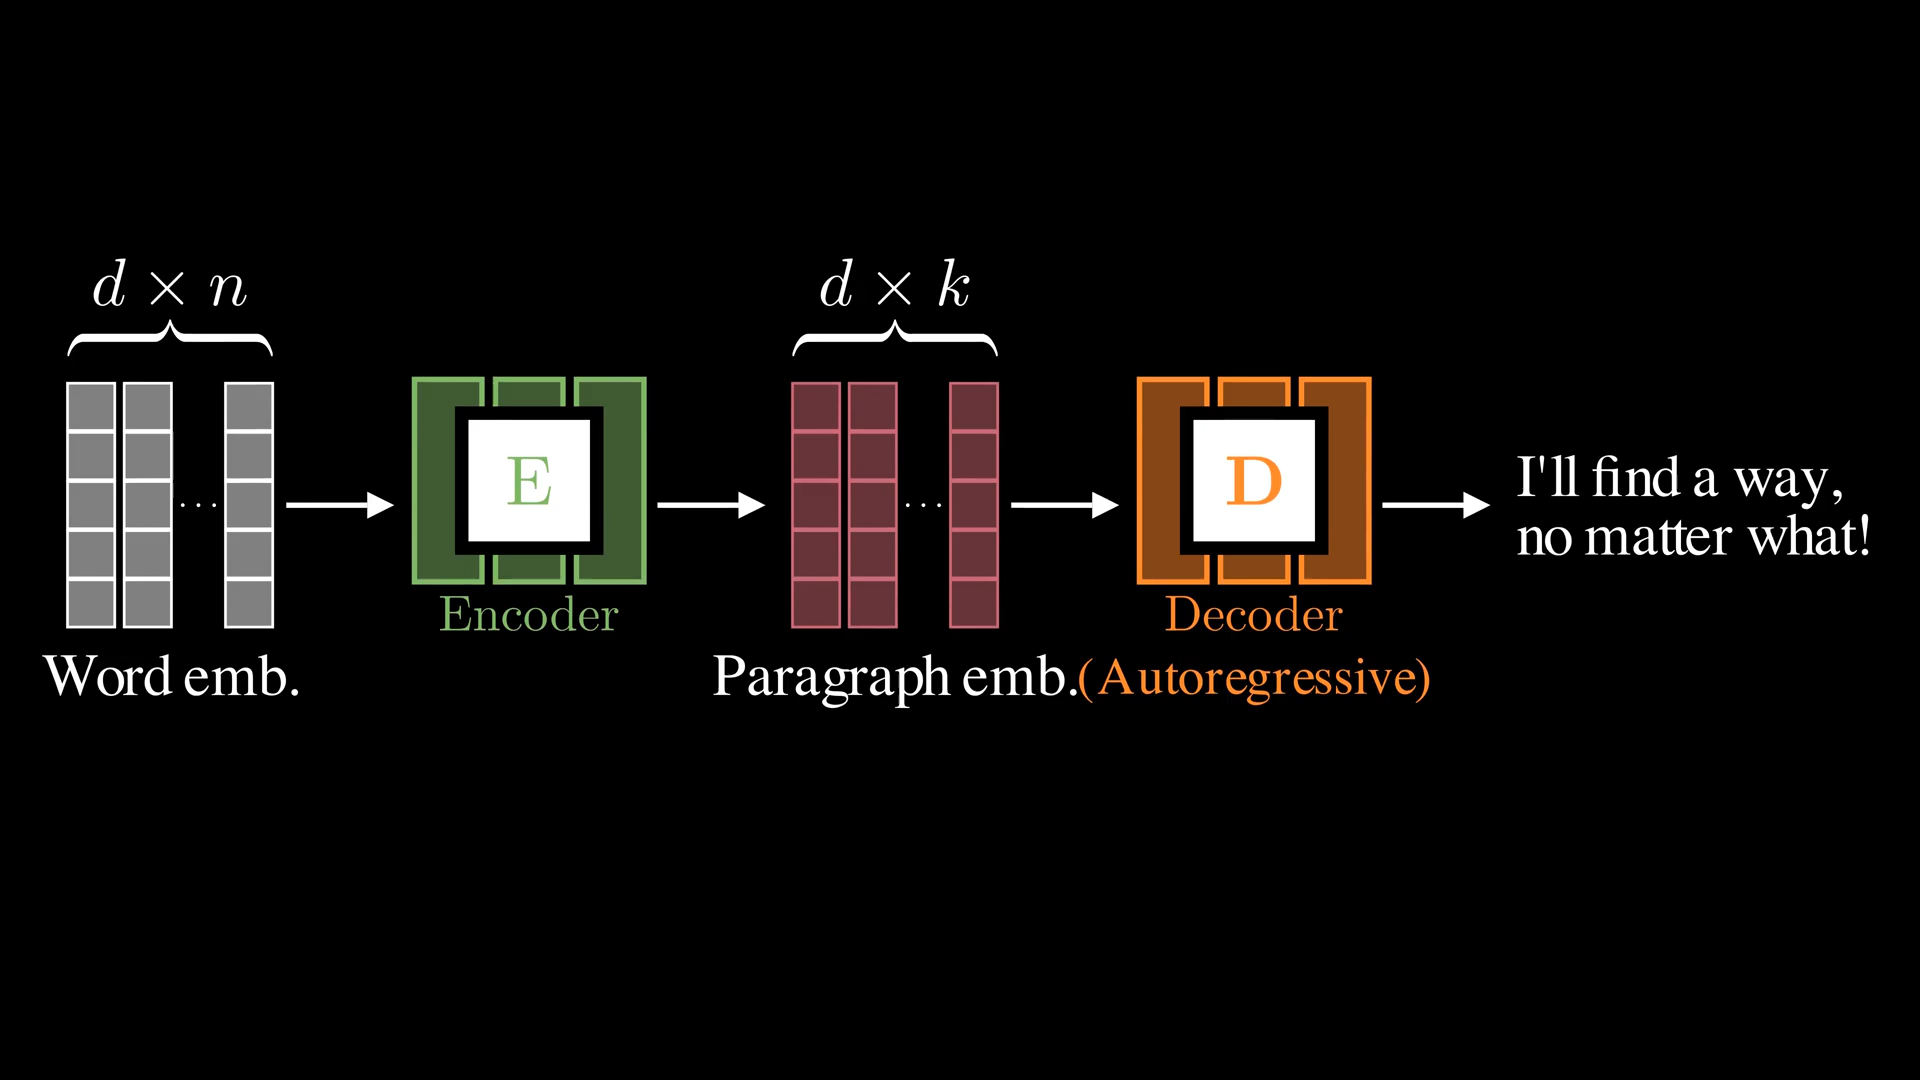 d × n
d × k
E
D
I'll find a way,
no matter what!
Encoder
Decoder
Word emb.
Paragraph emb.
(Autoregressive)